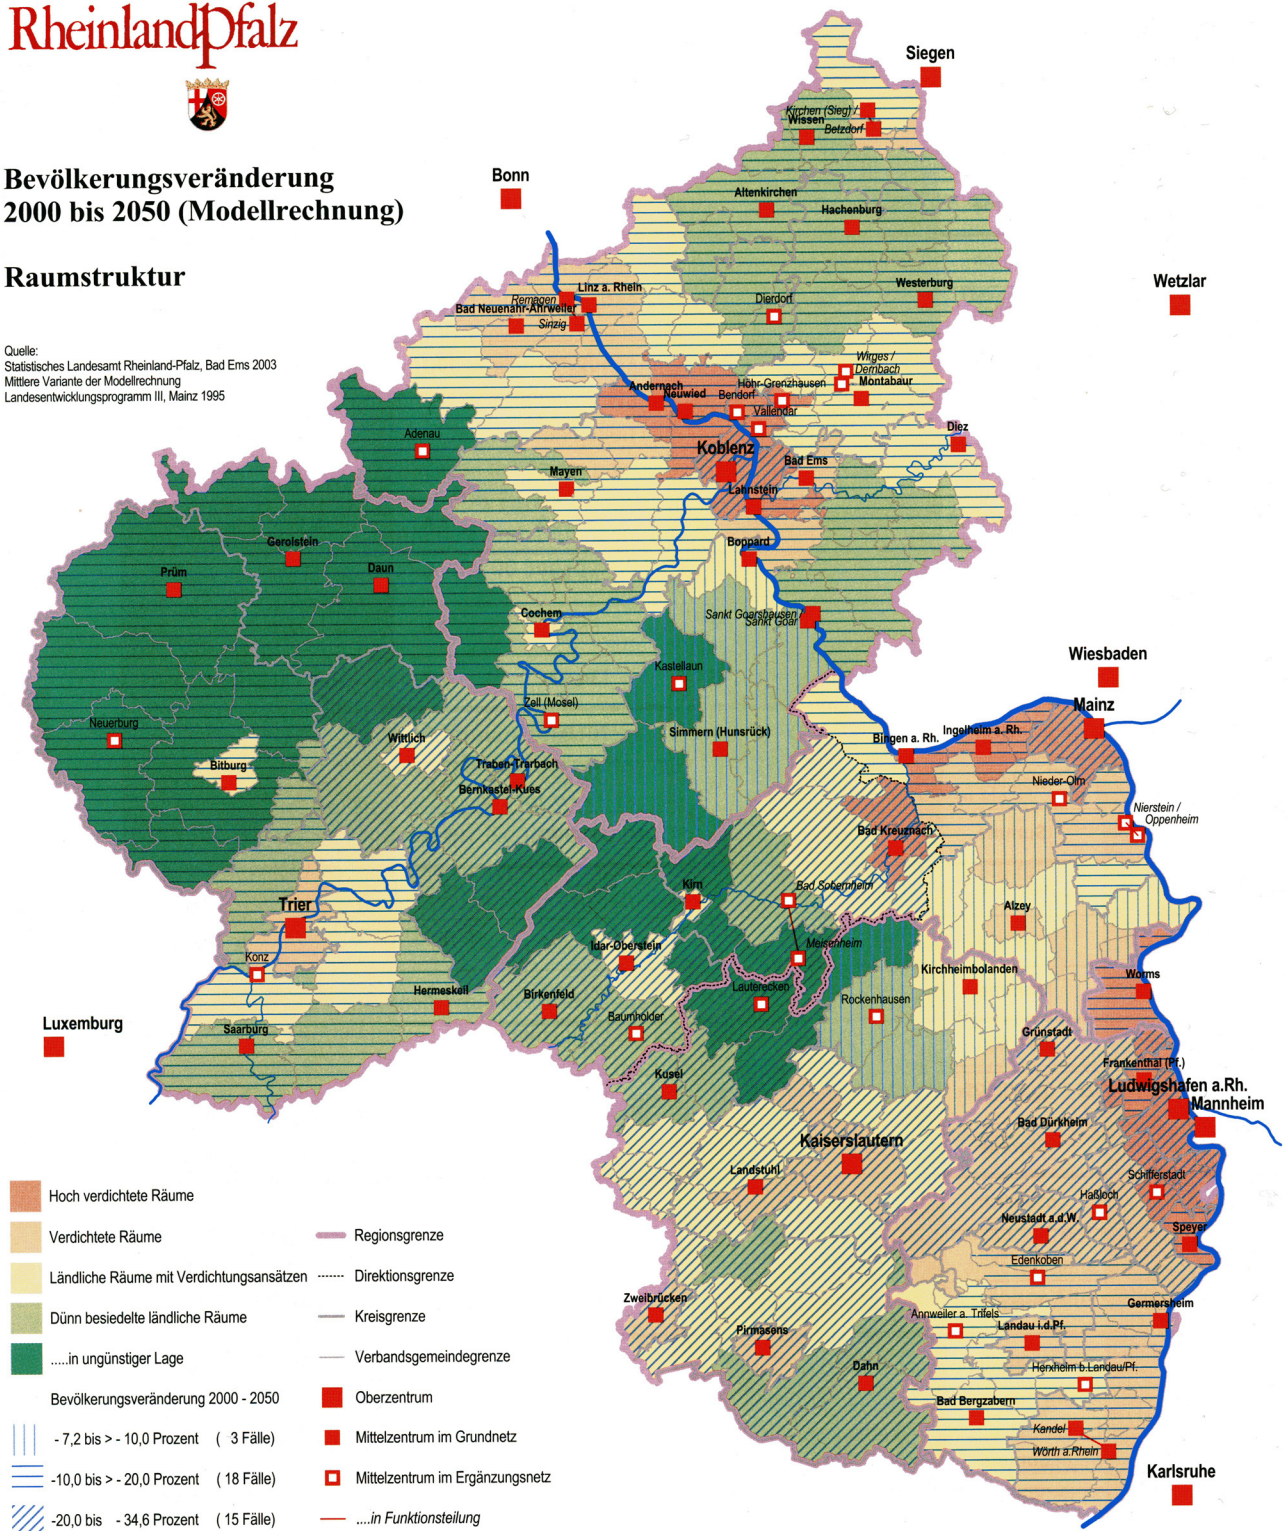 RheinlandPfalz
Bevölkerungsveränderung
2000 bis 2050 (Modellrechnung)
Raumstruktur
Quelle:
Statistisches Landesamt Rheinland-Pfalz, Bad Ems 2003
Mittlere Variante der Modellrechnung
Landesentwicklungsprogramm III, Mainz 1995
Siegen
Kirchen (Sieg) /
Wissen
Betzdorf
Bonn
Altenkirchen
Hachenburg
Wetzlar
Westerburg
Linz a. Rhein
Remagen
Bad Neuenahr-Ahrweiler
Sinzig
Dierdorf
Wirges /
Dernbach
Höhr-Grenzhausen
Montabaur
Andernach
Neuwied
Bendorf
Vallendar
Adenau
Diez
Koblenz
Bad Ems
Mayen
Lahnstein
Gerolstein
Boppard
Prüm
Daun
Cochem
Sankt Goarshausen /
Sankt Goar
Kastellaun
Wiesbaden
Mainz
Zell (Mosel)
Neuerburg
Simmern (Hunsrück)
Wittlich
Bingen a. Rh.
Ingelheim a. Rh.
Bitburg
Traben-Trarbach
Bernkastel-Kues
Nieder-Olm
Nierstein /
Oppenheim
Bad Kreuznach
Kirn
Bad Sobernheim
Trier
Alzey
Idar-Oberstein
Meisenheim
Konz
Kirchheimbolanden
Worms
Hermeskeil
Birkenfeld
Lauterecken
Rockenhausen
Luxemburg
Saarburg
Baumholder
Grünstadt
Kusel
Frankenthal (Pf.)
Ludwigshafen a.Rh.
Mannheim
Bad Dürkheim
Kaiserslautern
Landstuhl
Schifferstadt
Haßloch
Neustadt a.d.W.
Speyer
Edenkoben
Zweibrücken
Annweiler a. Trifels
Germersheim
Pirmasens
Landau i.d.Pf.
Dahn
Herxheim b.Landau/Pf.
Bad Bergzabern
Kandel
Wörth a.Rhein
Karlsruhe
Hoch verdichtete Räume
Verdichtete Räume
Ländliche Räume mit Verdichtungsansätzen
Dünn besiedelte ländliche Räume
.....in ungünstiger Lage
Bevölkerungsveränderung 2000 - 2050
- 7,2 bis > - 10,0 Prozent ( 3 Fälle)
-10,0 bis > - 20,0 Prozent ( 18 Fälle)
-20,0 bis - 34,6 Prozent ( 15 Fälle)
Regionsgrenze
Direktionsgrenze
Kreisgrenze
Verbandsgemeindegrenze
Oberzentrum
Mittelzentrum im Grundnetz
Mittelzentrum im Ergänzungsnetz
....in Funktionsteilung